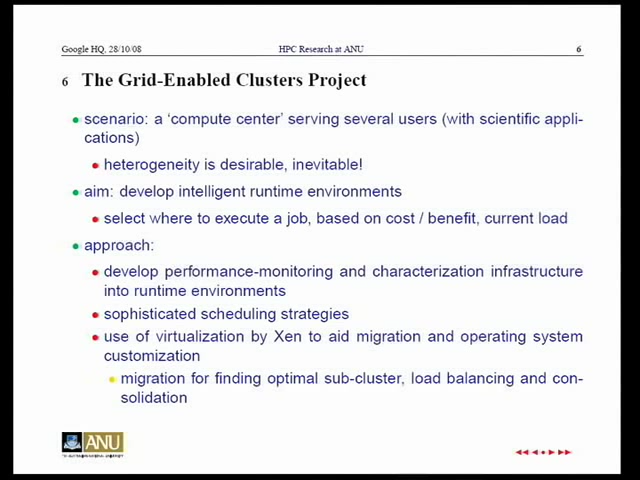 Google HQ, 28/10/08 HPC Research at ANU 6
6 The Grid-Enabled Clusters Project
scenario: a ‘compute center’ serving several users (with scientific appli-
cations)
heterogeneity is desirable, inevitable!
aim: develop intelligent runtime environments
select where to execute a job, based on cost / benefit, current load
approach:
develop performance-monitoring and characterization infrastructure
into runtime environments
sophisticated scheduling strategies
use of virtualization by Xen to aid migration and operating system
customization
migration for finding optimal sub-cluster, load balancing and con-
solidation
ANU